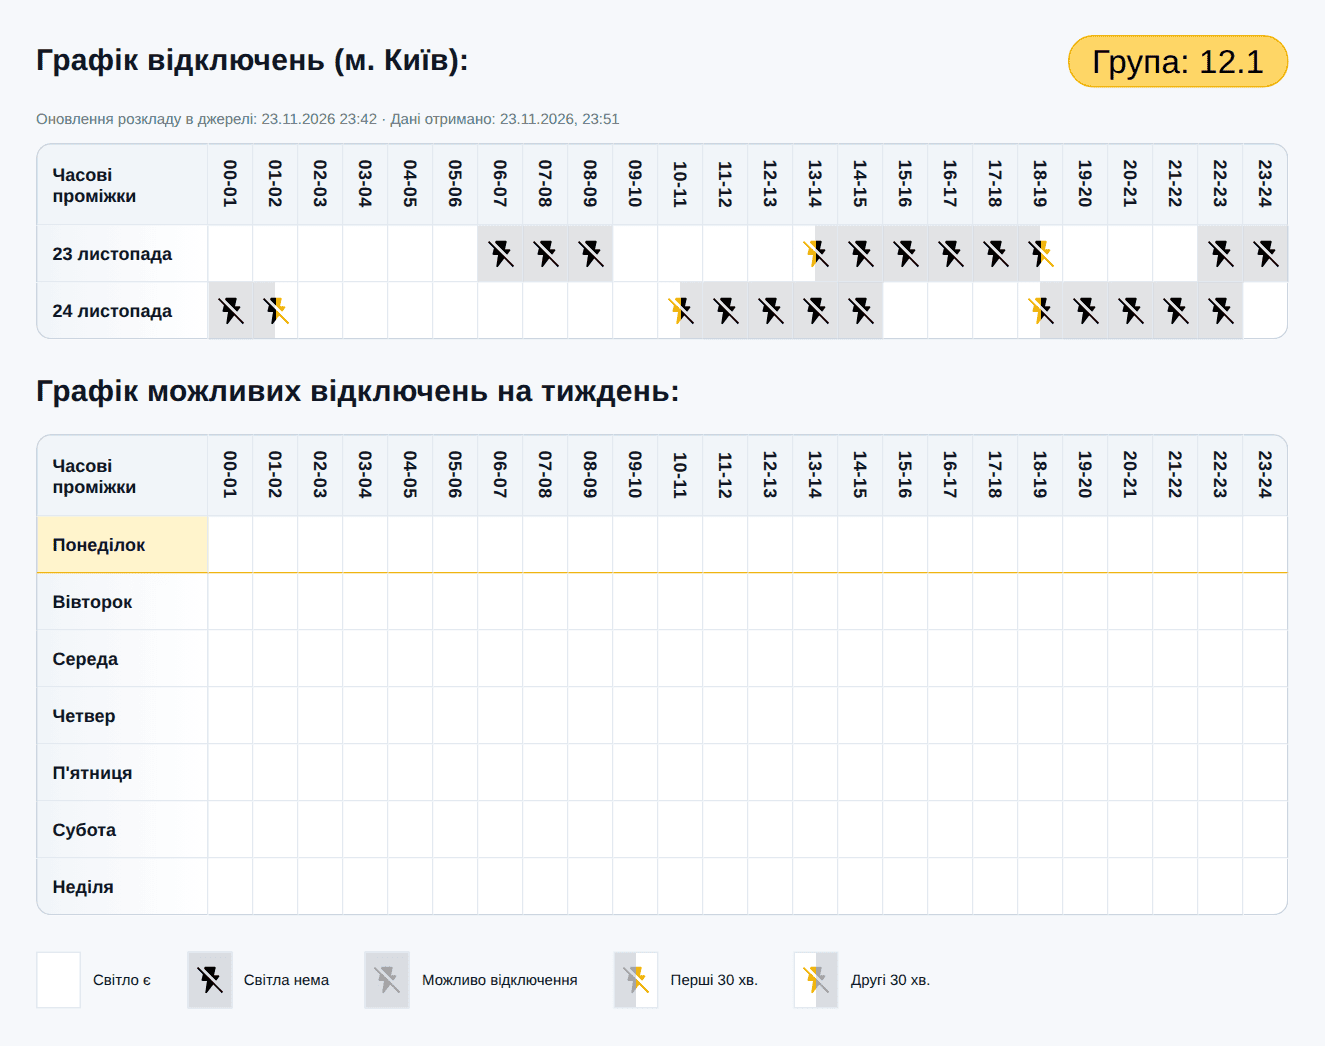 Графік відключень (м. Київ):
Група: 12.1
Оновлення розкладу в джерелі: 23.11.2026 23:42 · Дані отримано: 23.11.2026, 23:51
Часові проміжки 00-01 01-02 02-03 03-04 04-05 05-06 06-07 07-08 08-09 09-10 10-11 11-12 12-13 13-14 14-15 15-16 16-17 17-18 18-19 19-20 20-21 21-22 22-23 23-24
23 листопада
24 листопада
Графік можливих відключень на тиждень:
Часові проміжки 00-01 01-02 02-03 03-04 04-05 05-06 06-07 07-08 08-09 09-10 10-11 11-12 12-13 13-14 14-15 15-16 16-17 17-18 18-19 19-20 20-21 21-22 22-23 23-24
Понеділок
Вівторок
Середа
Четвер
П'ятниця
Субота
Неділя
Світло є Світла нема Можливо відключення Перші 30 хв. Другі 30 хв.